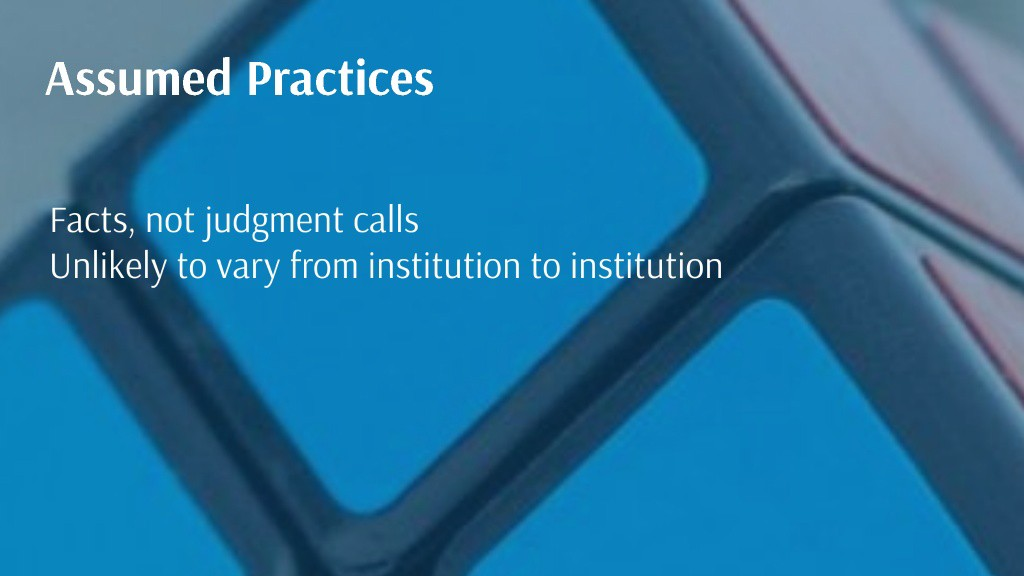 Assumed Practices
Facts, not judgment calls
Unlikely to vary from institution to institution